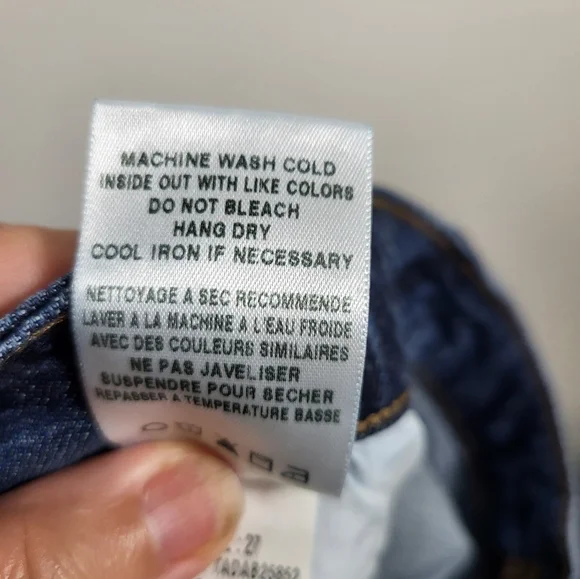 MACHINE WASH COLD
INSIDE OUT WITH LIKE COLORS
DO NOT BLEACH
HANG DRY
COOL IRON IF NECESSARY
NETTOYAGE A SEC RECOMMENDE
LAVER A LA MACHINE A L'EAU FROIDE
AVEC DES COULEURS SIMILAIRES
NE PAS JAVELISER
SUSPENDRE POUR SECHER
REPASSER A TEMPERATURE BASSE
27